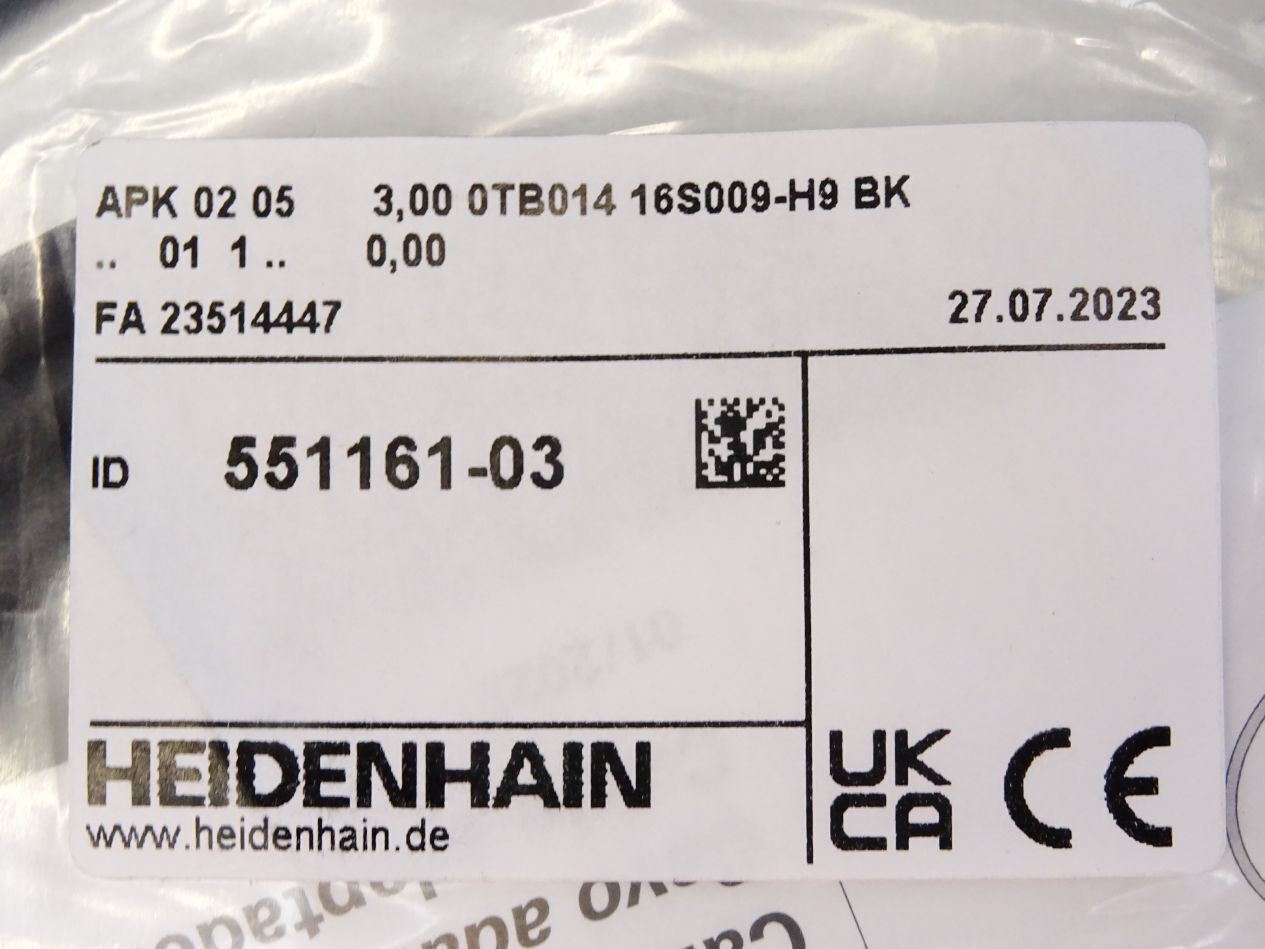 APK 02 05 3,00 0TB014 16S009-H9 BK
.. 01 1 .. 0,00
FA 23514447 27.07.2023
ID 551161-03
HEIDENHAIN
www.heidenhain.de
UK
CA
CE